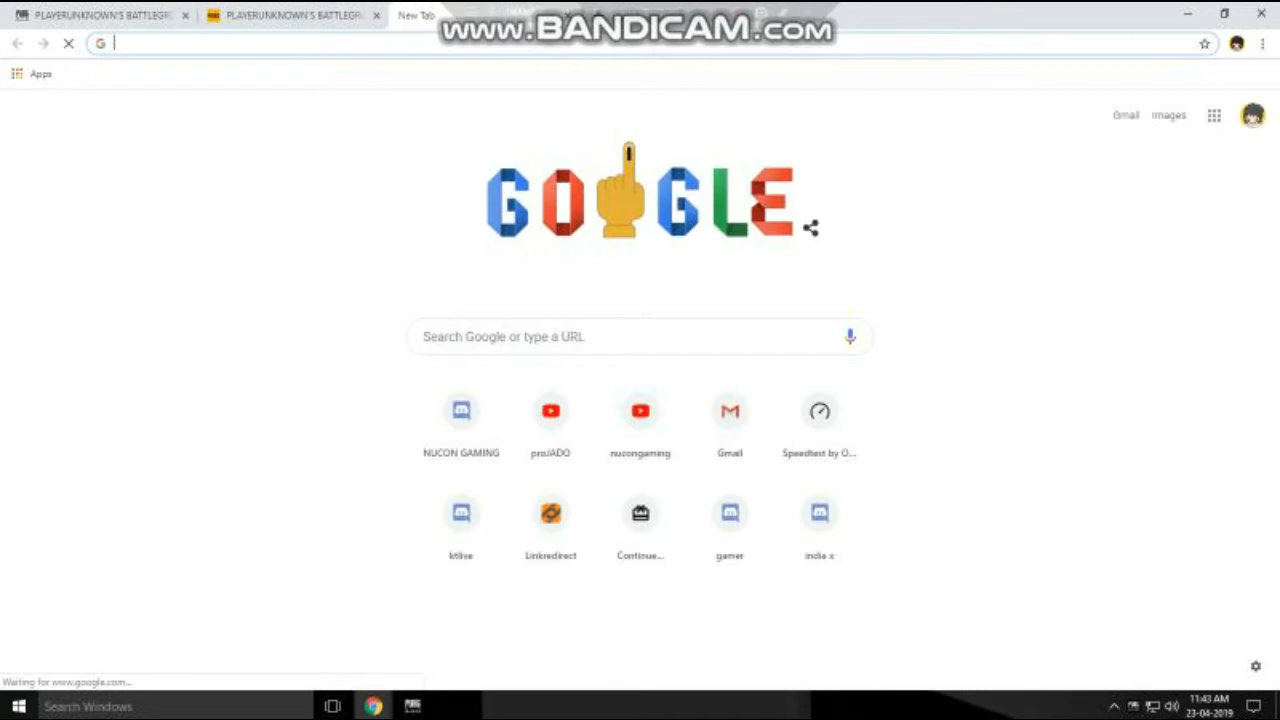 PLAYERUNKNOWN'S BATTLEGR
PLAYERUNKNOWN'S BATTLEGR
New Tab
www.BANDICAM.com
Apps
Gmail
Images
GOOGLE
Search Google or type a URL
NUCON GAMING
proJADO
nucongaming
Gmail
Speedtest by O...
ktlive
Linkredirect
Continue...
gamer
india x
Waiting for www.google.com...
Search Windows
11:43 AM
23-04-2019